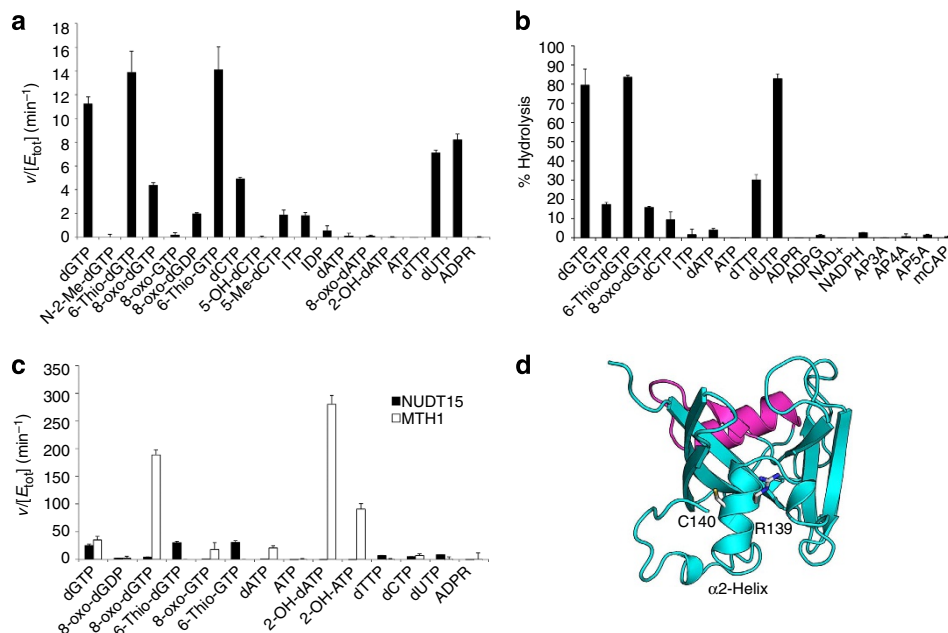 a
v/[Etot] (min–1)
18
16
14
12
10
8
6
4
2
0
dGTP
N-2-Me-dGTP
6-Thio-dGTP
8-oxo-dGTP
8-oxo-GTP
8-oxo-dGDP
6-Thio-GTP
dCTP
5-OH-dCTP
5-Me-dCTP
ITP
IDP
dATP
8-oxo-dATP
2-OH-dATP
ATP
dTTP
dUTP
ADPR
b
% Hydrolysis
100
90
80
70
60
50
40
30
20
10
0
dGTP
GTP
6-Thio-dGTP
8-oxo-dGTP
dCTP
ITP
dATP
ATP
dTTP
dUTP
ADPR
ADPG
NAD+
NADPH
AP3A
AP4A
AP5A
mCAP
c
v/[Etot] (min–1)
350
300
250
200
150
100
50
0
NUDT15
MTH1
dGTP
8-oxo-dGDP
8-oxo-dGTP
6-Thio-dGTP
8-oxo-GTP
6-Thio-GTP
dATP
ATP
2-OH-dATP
2-OH-ATP
dTTP
dCTP
dUTP
ADPR
d
C140
R139
α2-Helix